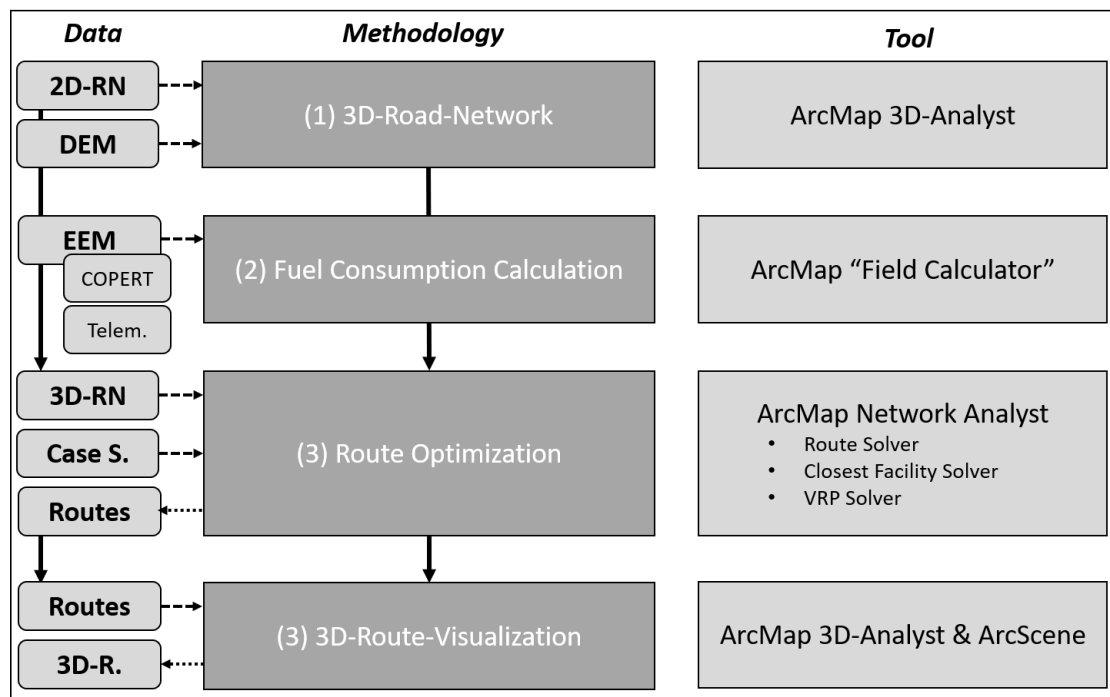 Data
Methodology
Tool
2D-RN
DEM
(1) 3D-Road-Network
ArcMap 3D-Analyst
EEM
COPERT
Telem.
(2) Fuel Consumption Calculation
ArcMap “Field Calculator”
3D-RN
Case S.
Routes
(3) Route Optimization
ArcMap Network Analyst
• Route Solver
• Closest Facility Solver
• VRP Solver
Routes
3D-R.
(3) 3D-Route-Visualization
ArcMap 3D-Analyst & ArcScene